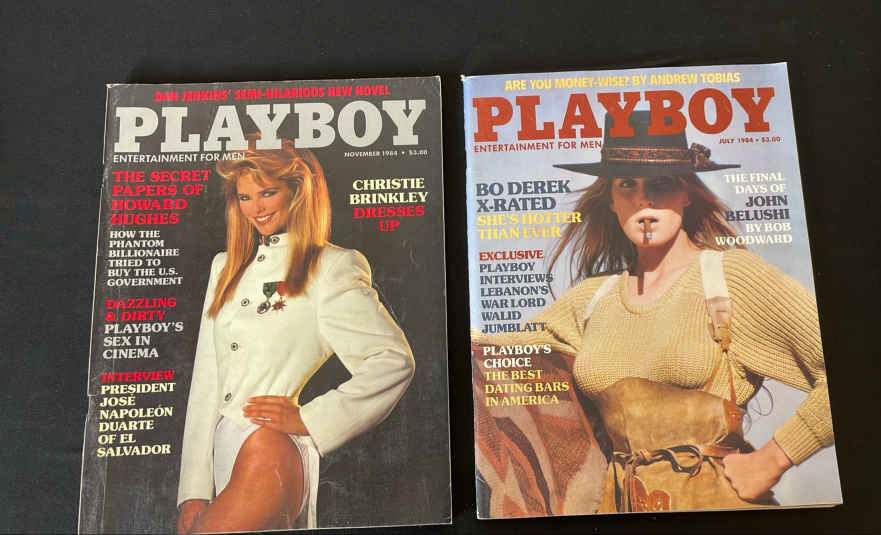 DAN JENKINS' SEMI-HILARIOUS NEW NOVEL
PLAYBOY
ENTERTAINMENT FOR MEN
NOVEMBER 1984 • $3.00
THE SECRET
PAPERS OF
HOWARD
HUGHES
HOW THE
PHANTOM
BILLIONAIRE
TRIED TO
BUY THE U.S.
GOVERNMENT
CHRISTIE
BRINKLEY
DRESSES
UP
DAZZLING
& DIRTY
PLAYBOY'S
SEX IN
CINEMA
INTERVIEW
PRESIDENT
JOSÉ
NAPOLEÓN
DUARTE
OF EL
SALVADOR
ARE YOU MONEY-WISE? BY ANDREW TOBIAS
PLAYBOY
ENTERTAINMENT FOR MEN
JULY 1984 • $3.00
BO DEREK
X-RATED
SHE'S HOTTER
THAN EVER
THE FINAL
DAYS OF
JOHN
BELUSHI
BY BOB
WOODWARD
EXCLUSIVE
PLAYBOY
INTERVIEWS
LEBANON'S
WAR LORD
WALID
JUMBLATT
PLAYBOY'S
CHOICE
THE BEST
DATING BARS
IN AMERICA